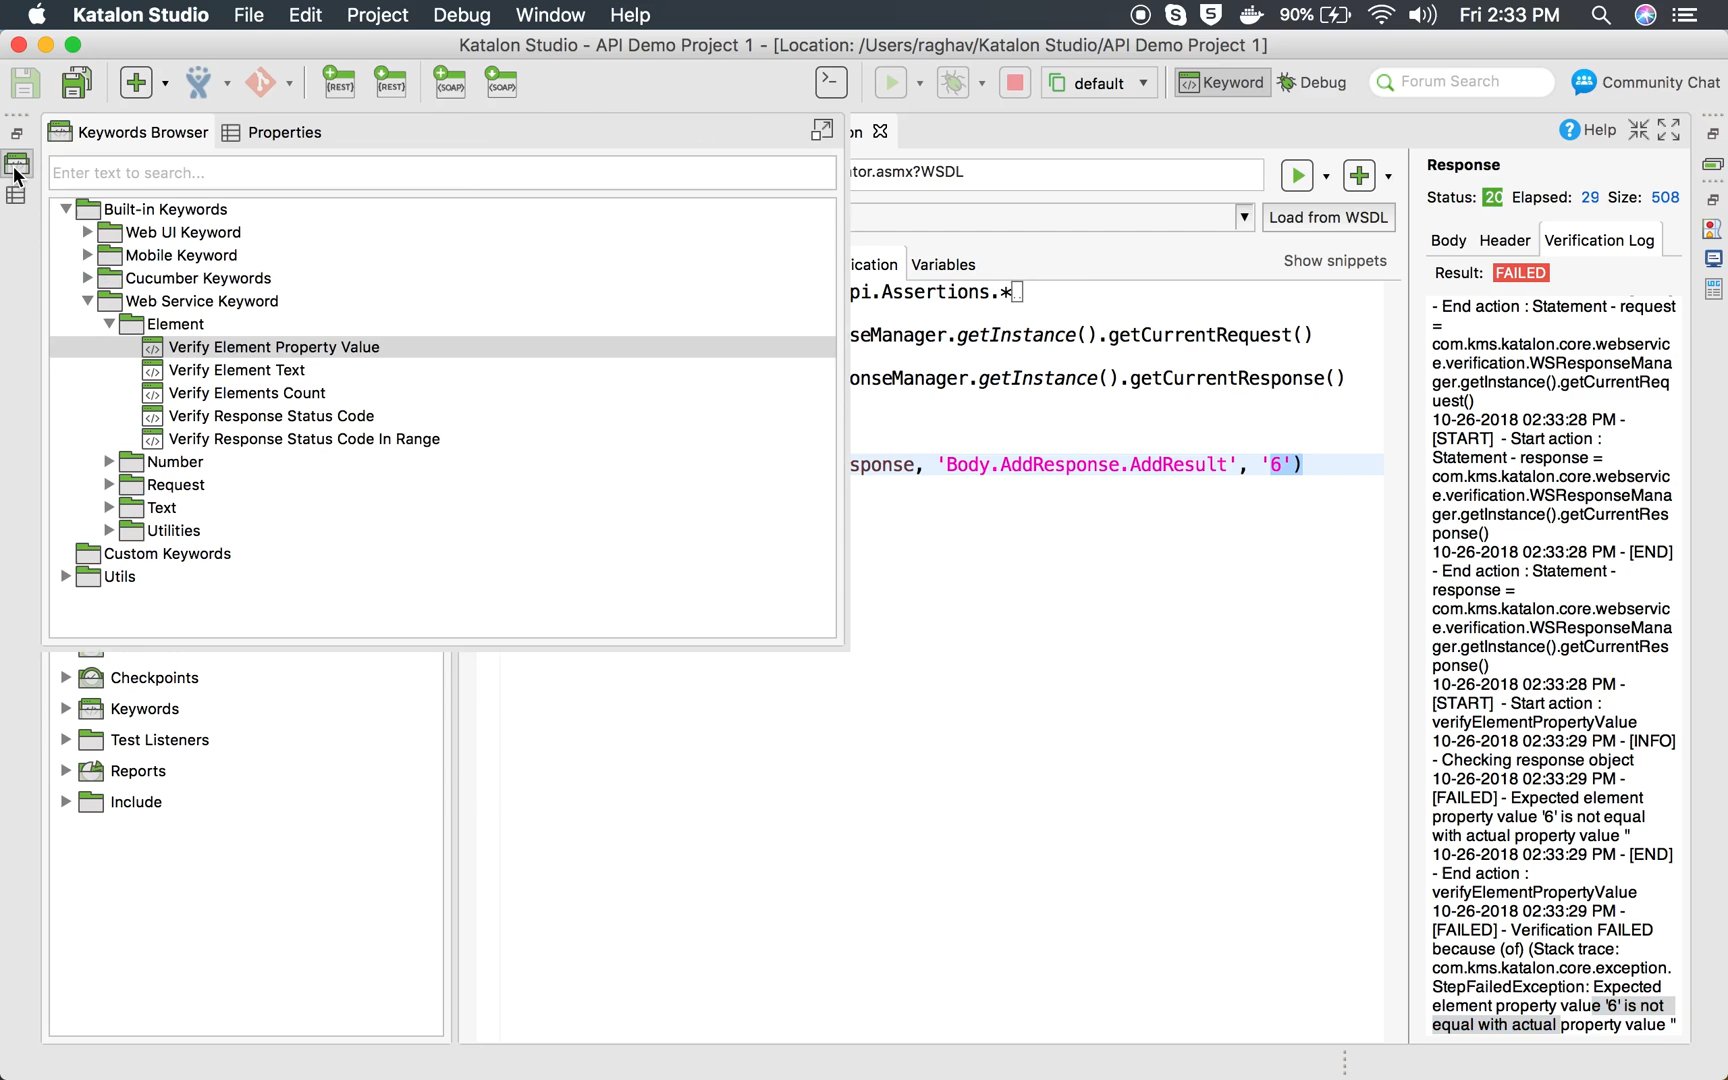 Katalon Studio File Edit Project Debug Window Help 90% Fri 2:33 PM
Katalon Studio - API Demo Project 1 - [Location: /Users/raghav/Katalon Studio/API Demo Project 1]
REST REST SOAP SOAP default Keyword Debug Forum Search Community Chat
Keywords Browser Properties on Help
Enter text to search...
Built-in Keywords
Web UI Keyword
Mobile Keyword
Cucumber Keywords
Web Service Keyword
Element
Verify Element Property Value
Verify Element Text
Verify Elements Count
Verify Response Status Code
Verify Response Status Code In Range
Number
Request
Text
Utilities
Custom Keywords
Utils
Checkpoints
Keywords
Test Listeners
Reports
Include
tor.asmx?WSDL
Load from WSDL
ication Variables Show snippets
pi.Assertions.*
seManager.getInstance().getCurrentRequest()
onseManager.getInstance().getCurrentResponse()
sponse, 'Body.AddResponse.AddResult', '6')
Response
Status: 20 Elapsed: 29 Size: 508
Body Header Verification Log
Result: FAILED
- End action : Statement - request
=
com.kms.katalon.core.webservic
e.verification.WSResponseMana
ger.getInstance().getCurrentReq
uest()
10-26-2018 02:33:28 PM -
[START] - Start action :
Statement - response =
com.kms.katalon.core.webservic
e.verification.WSResponseMana
ger.getInstance().getCurrentRes
ponse()
10-26-2018 02:33:28 PM - [END]
- End action : Statement -
response =
com.kms.katalon.core.webservic
e.verification.WSResponseMana
ger.getInstance().getCurrentRes
ponse()
10-26-2018 02:33:28 PM -
[START] - Start action :
verifyElementPropertyValue
10-26-2018 02:33:29 PM - [INFO]
- Checking response object
10-26-2018 02:33:29 PM -
[FAILED] - Expected element
property value '6' is not equal
with actual property value ''
10-26-2018 02:33:29 PM - [END]
- End action :
verifyElementPropertyValue
10-26-2018 02:33:29 PM -
[FAILED] - Verification FAILED
because (of) (Stack trace:
com.kms.katalon.core.exception.
StepFailedException: Expected
element property value '6' is not
equal with actual property value ''